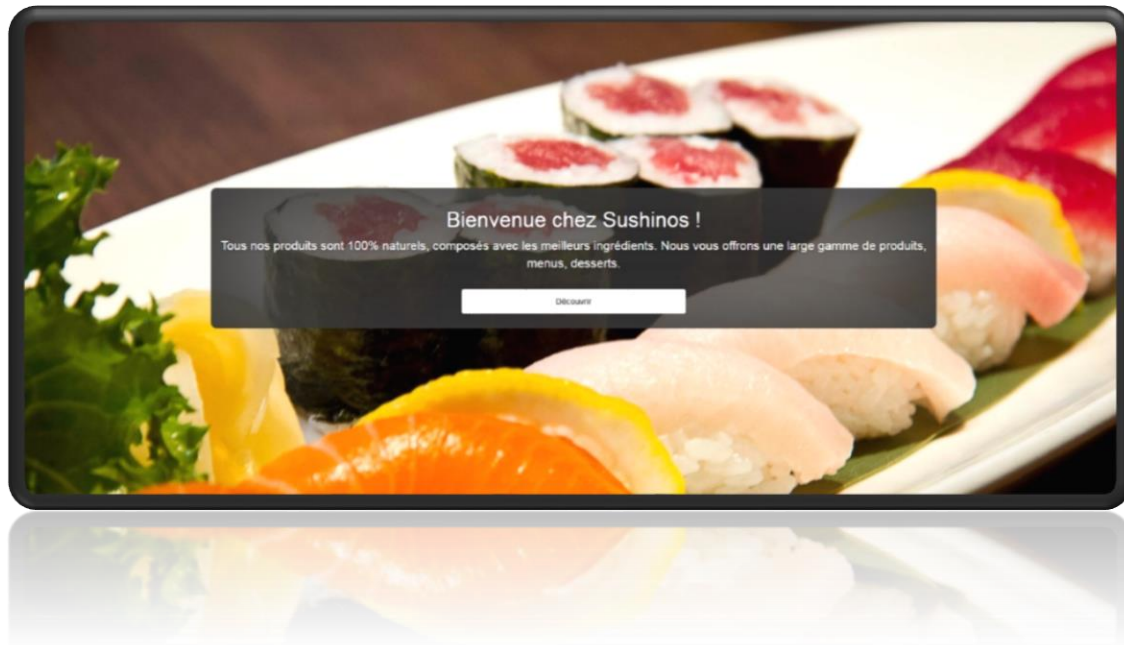 Bienvenue chez Sushinos !
Tous nos produits sont 100% naturels, composés avec les meilleurs ingrédients. Nous vous offrons une large gamme de produits,
menus, desserts.
Découvrir